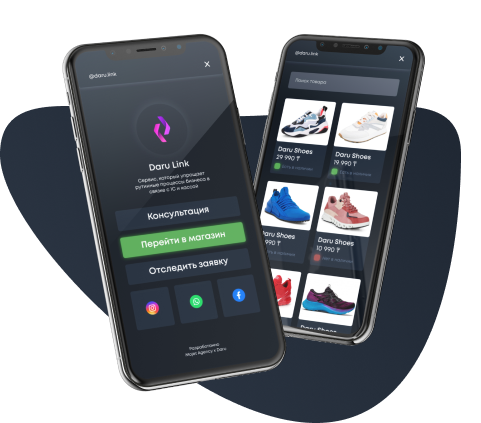 @daru.link
Daru Link
Сервис, который упрощает
рутинные процессы бизнеса в
связке с 1С и кассой
Консультация
Перейти в магазин
Отследить заявку
Разработано
Mojar Agency x Daru
@daru.link
Поиск товара
Daru Shoes
29 990 ₸
Daru Shoes
19 990 ₸
Daru Shoes
990 ₸
Daru Shoes
10 990 ₸
Daru Shoes